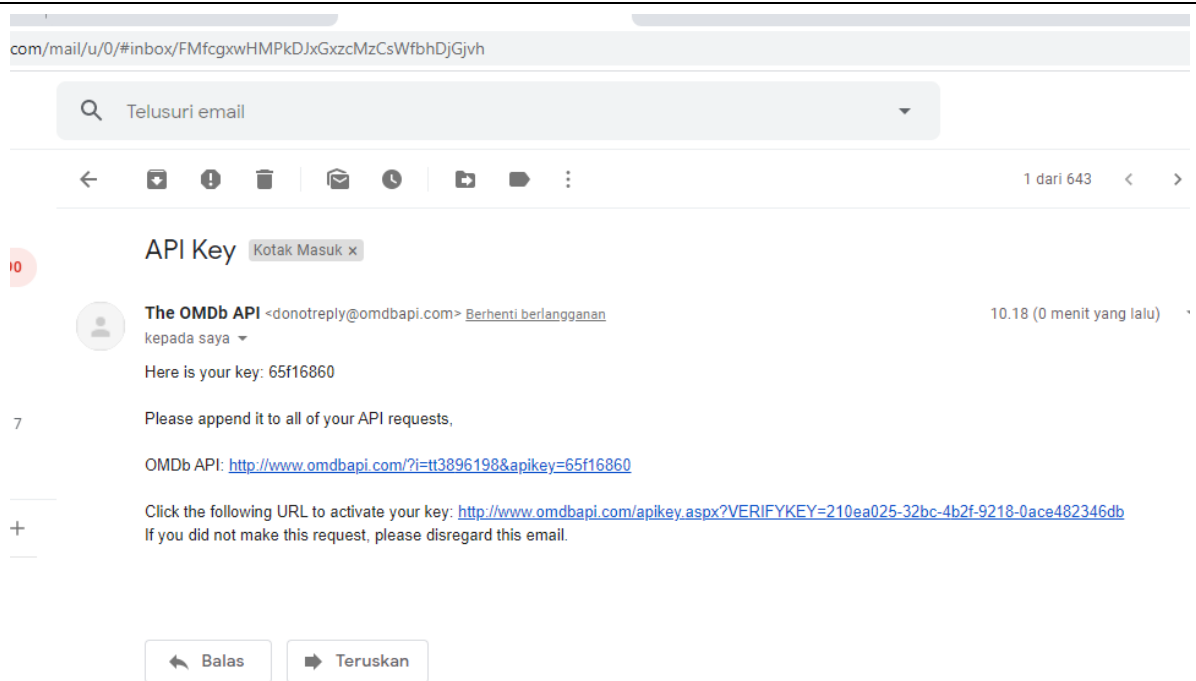 com/mail/u/0/#inbox/FMfcgxwHMPkDJxGxzcMzCsWfbhDjGjvh
Telusuri email
1 dari 643
API Key Kotak Masuk x
The OMDb API <donotreply@omdbapi.com> Berhenti berlangganan 10.18 (0 menit yang lalu)
kepada saya
Here is your key: 65f16860
7 Please append it to all of your API requests,
OMDb API: http://www.omdbapi.com/?i=tt3896198&apikey=65f16860
Click the following URL to activate your key: http://www.omdbapi.com/apikey.aspx?VERIFYKEY=210ea025-32bc-4b2f-9218-0ace482346db
If you did not make this request, please disregard this email.
Balas Teruskan